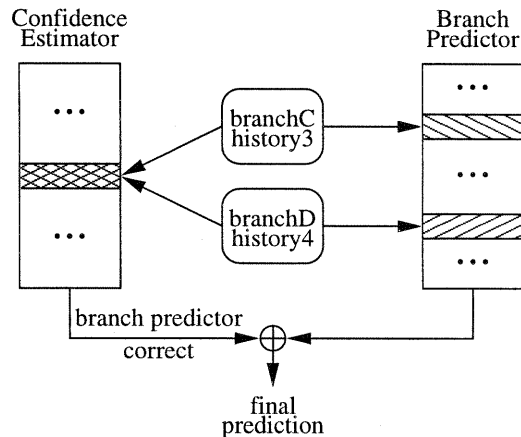 Confidence
Estimator
Branch
Predictor
...
...
branchC
history3
...
branchD
history4
...
...
branch predictor
correct
final
prediction